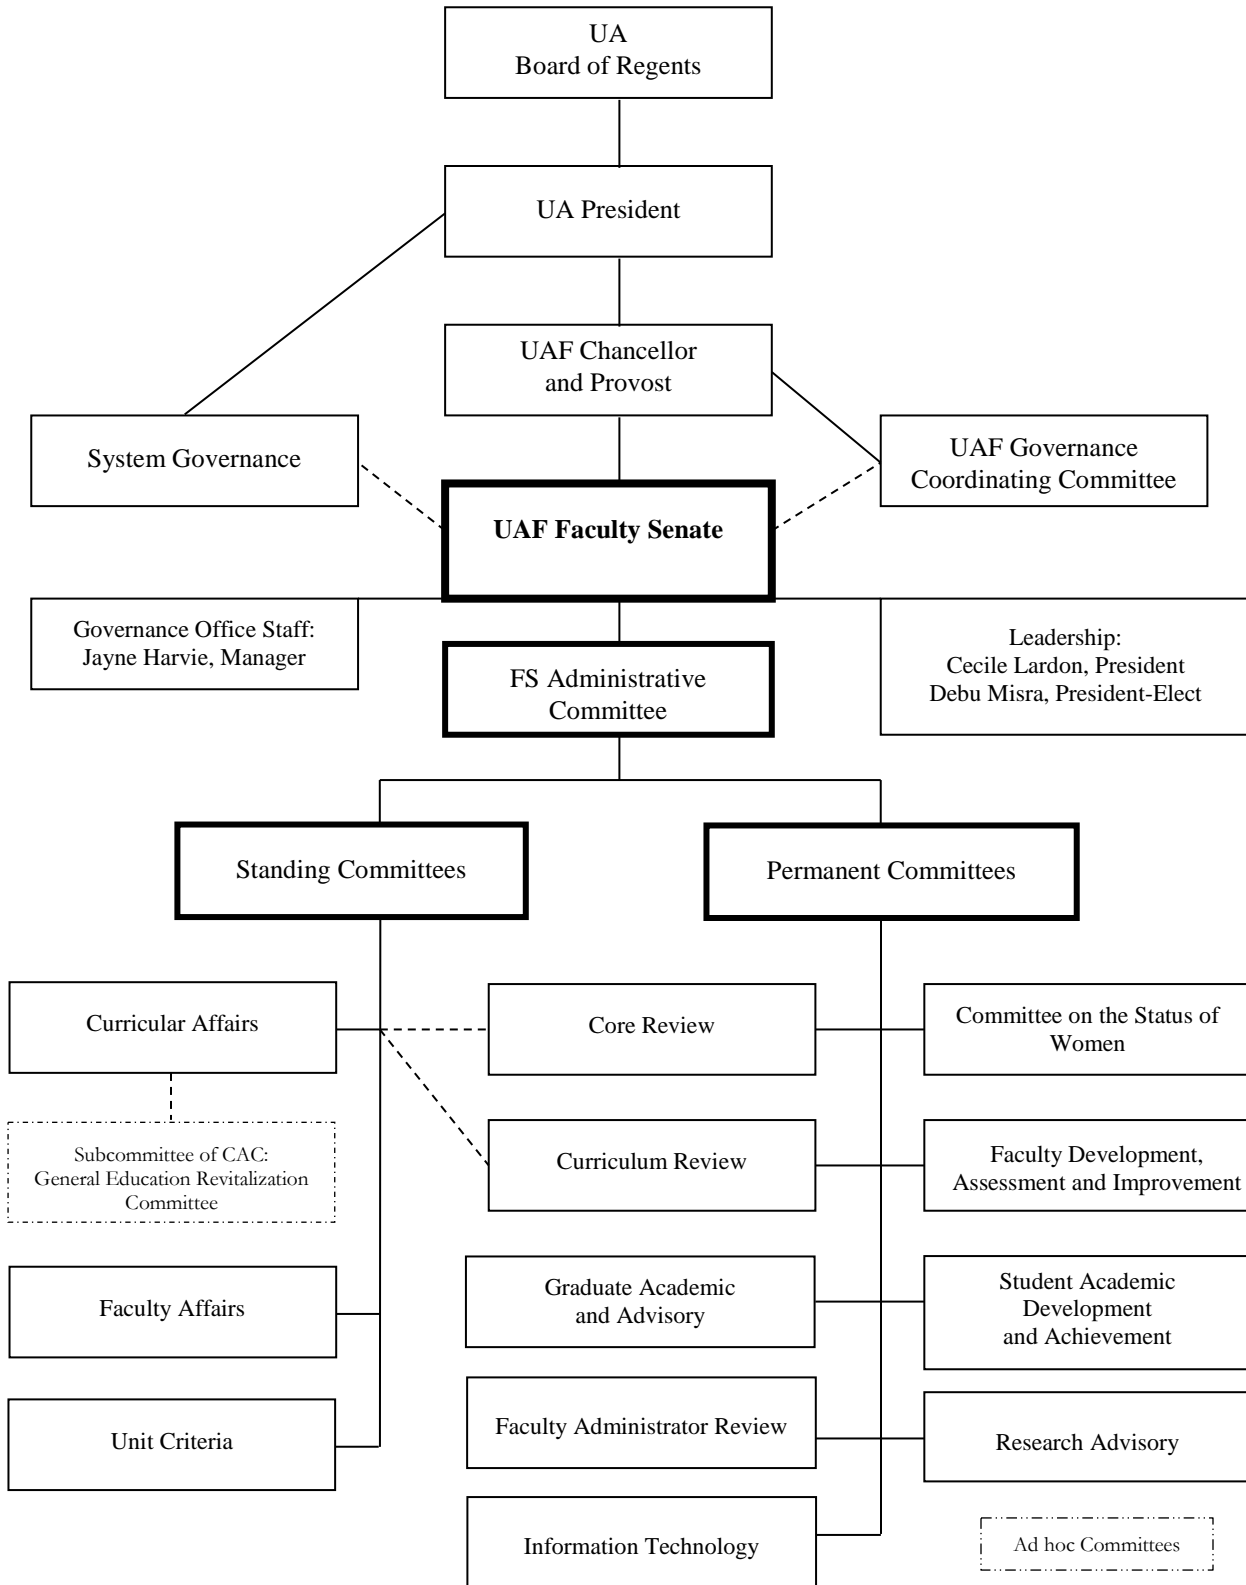 UA
Board of Regents
UA President
UAF Chancellor
and Provost
System Governance
UAF Governance
Coordinating Committee
UAF Faculty Senate
Governance Office Staff:
Jayne Harvie, Manager
Leadership:
Cecile Lardon, President
Debu Misra, President-Elect
FS Administrative
Committee
Standing Committees
Permanent Committees
Curricular Affairs
Core Review
Committee on the Status of
Women
Subcommittee of CAC:
General Education Revitalization
Committee
Curriculum Review
Faculty Development,
Assessment and Improvement
Faculty Affairs
Graduate Academic
and Advisory
Student Academic
Development
and Achievement
Unit Criteria
Faculty Administrator Review
Research Advisory
Information Technology
Ad hoc Committees